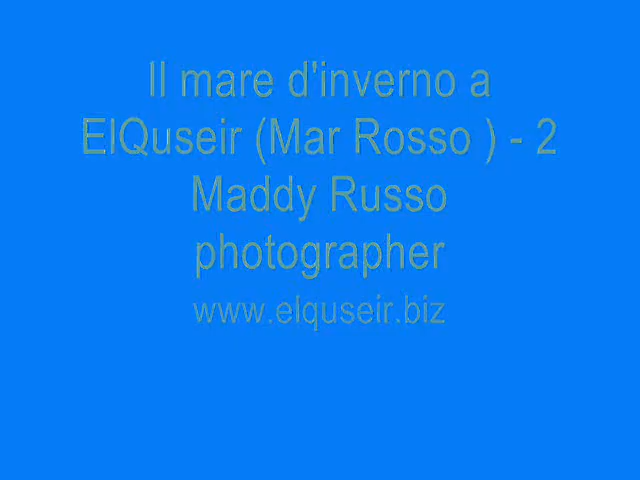 Il mare d'inverno a
ElQuseir (Mar Rosso ) - 2
Maddy Russo
photographer
www.elquseir.biz